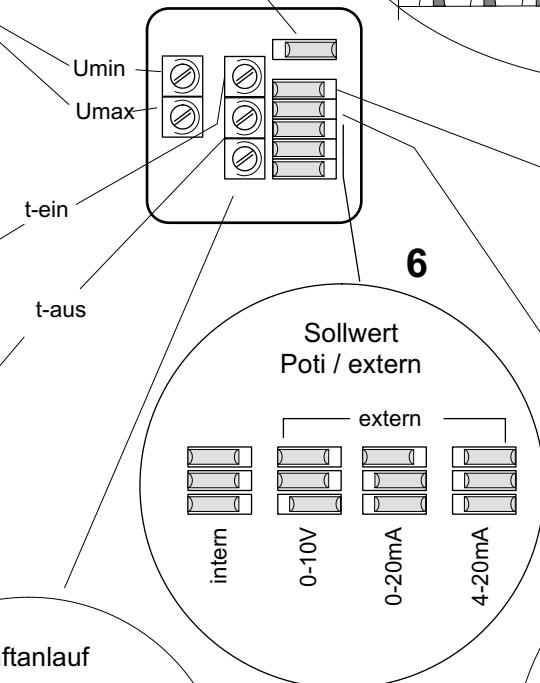 Umin
Umax
t-ein
t-aus
6
Sollwert
Poti / extern
extern
intern
0-10V
0-20mA
4-20mA
ftanlauf